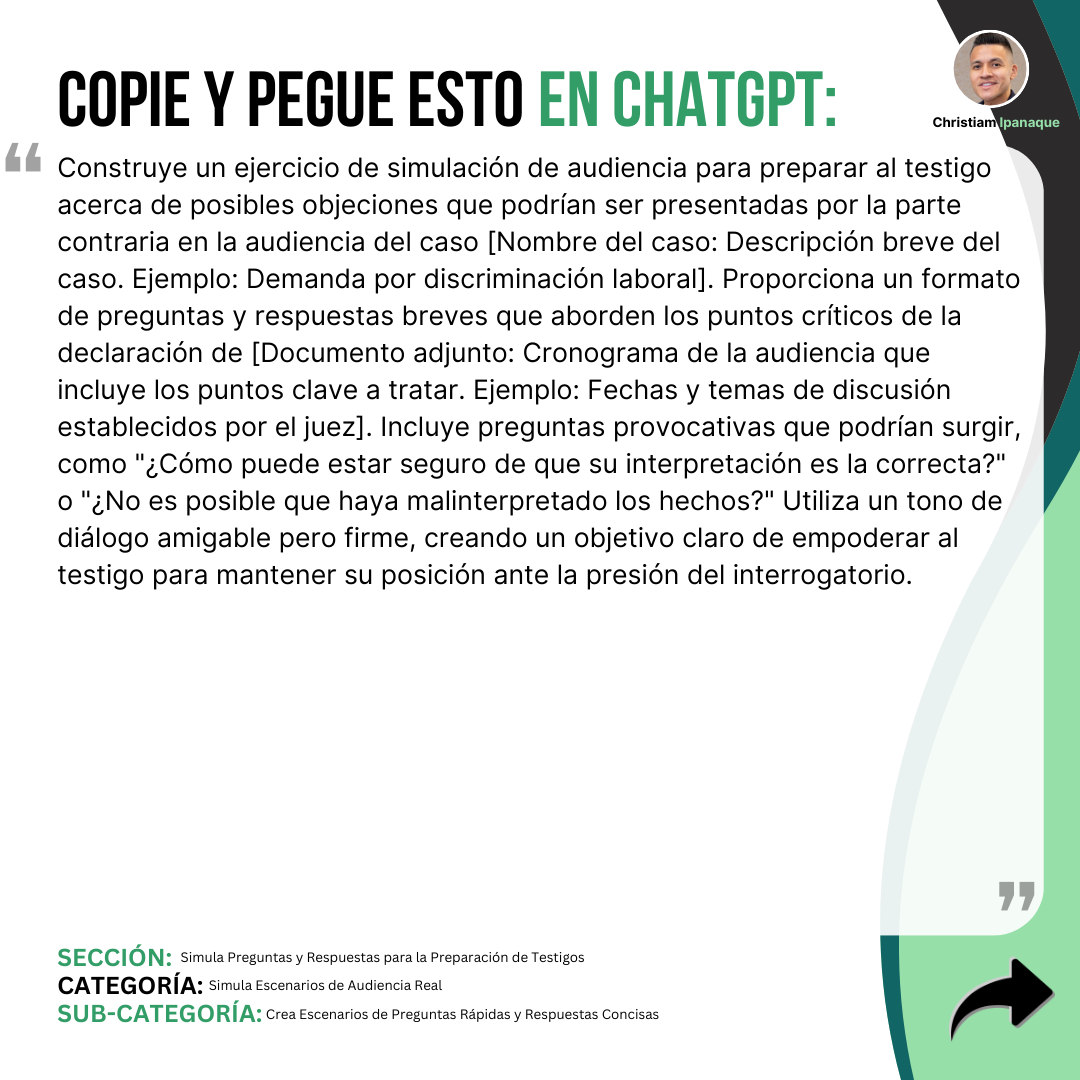 COPIE Y PEGUE ESTO EN CHATGPT:
Christiam Ipanaque
“
Construye un ejercicio de simulación de audiencia para preparar al testigo
acerca de posibles objeciones que podrían ser presentadas por la parte
contraria en la audiencia del caso [Nombre del caso: Descripción breve del
caso. Ejemplo: Demanda por discriminación laboral]. Proporciona un formato
de preguntas y respuestas breves que aborden los puntos críticos de la
declaración de [Documento adjunto: Cronograma de la audiencia que
incluye los puntos clave a tratar. Ejemplo: Fechas y temas de discusión
establecidos por el juez]. Incluye preguntas provocativas que podrían surgir,
como "¿Cómo puede estar seguro de que su interpretación es la correcta?"
o "¿No es posible que haya malinterpretado los hechos?" Utiliza un tono de
diálogo amigable pero firme, creando un objetivo claro de empoderar al
testigo para mantener su posición ante la presión del interrogatorio.
”
SECCIÓN: Simula Preguntas y Respuestas para la Preparación de Testigos
CATEGORÍA: Simula Escenarios de Audiencia Real
SUB-CATEGORÍA: Crea Escenarios de Preguntas Rápidas y Respuestas Concisas